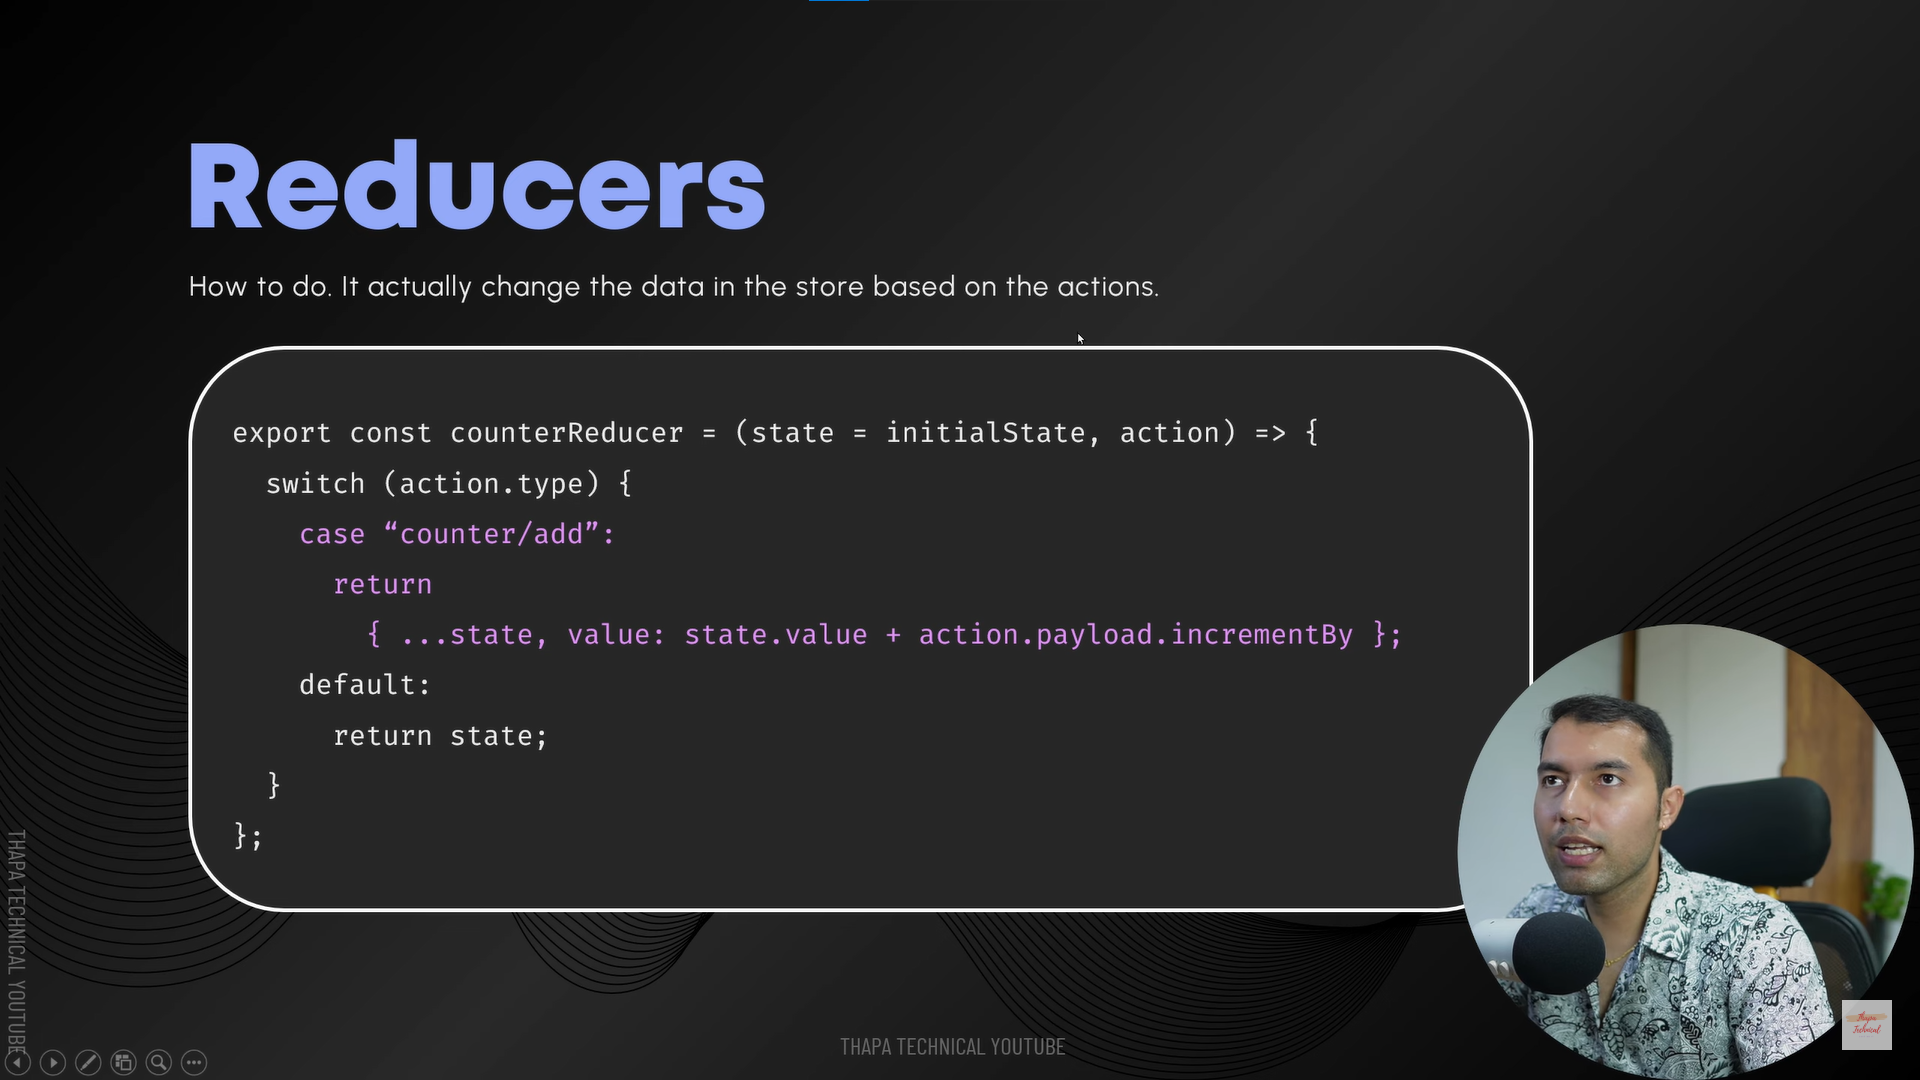 Reducers
How to do. It actually change the data in the store based on the actions.
export const counterReducer = (state = initialState, action) => {
switch (action.type) {
case “counter/add”:
return
{ ...state, value: state.value + action.payload.incrementBy };
default:
return state;
}
};
THAPA TECHNICAL YOUTUBE
THAPA TECHNICAL YOUTUBE
Thapa
Technical